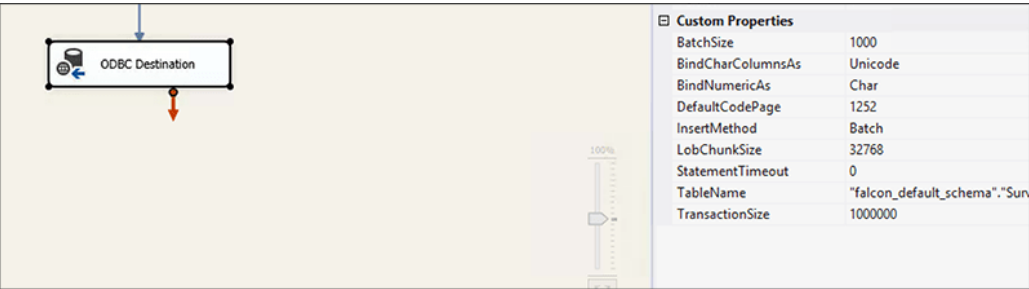 ODBC Destination
100%
Custom Properties
BatchSize 1000
BindCharColumnsAs Unicode
BindNumericAs Char
DefaultCodePage 1252
InsertMethod Batch
LobChunkSize 32768
StatementTimeout 0
TableName "falcon_default_schema"."Surv
TransactionSize 1000000